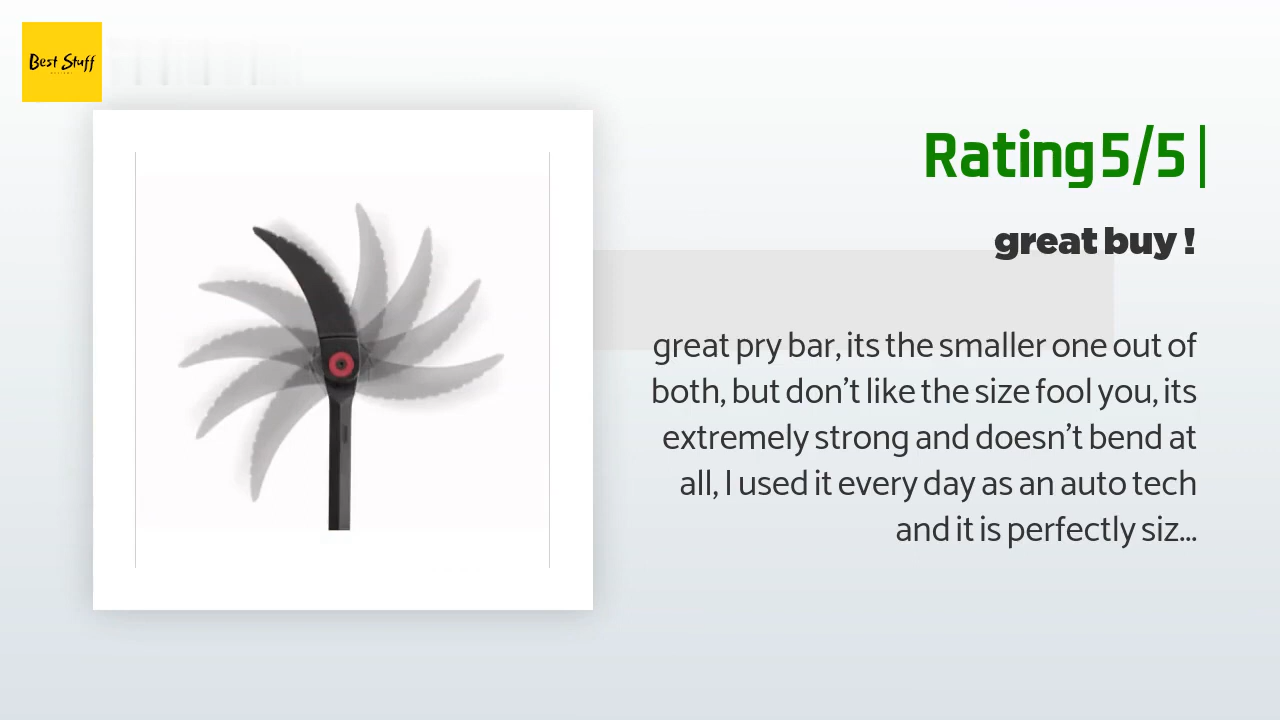 Best Stuff
Rating 5/5 |
great buy !
great pry bar, its the smaller one out of
both, but don't like the size fool you, its
extremely strong and doesn't bend at
all, I used it every day as an auto tech
and it is perfectly siz...